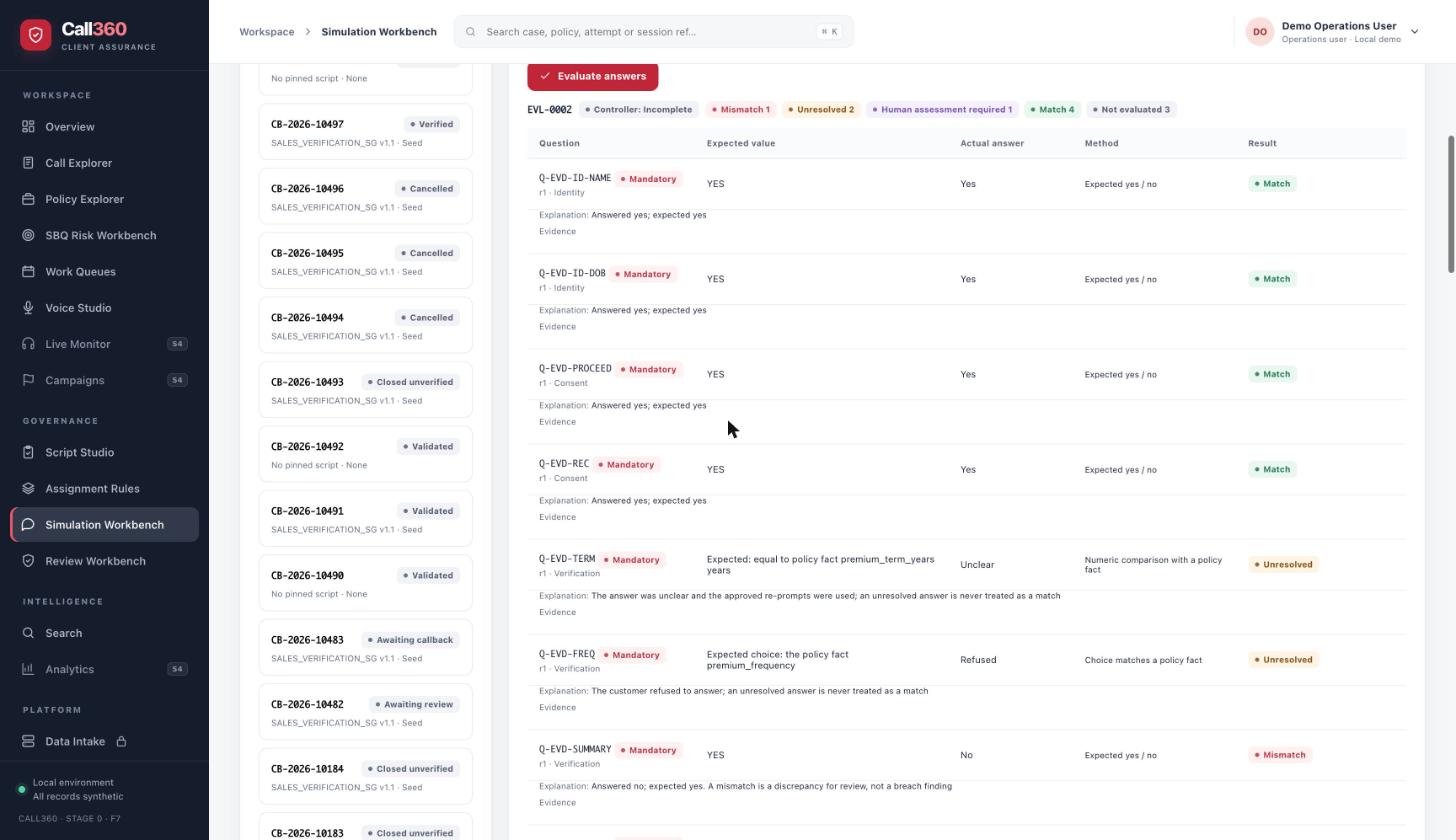 Call360
CLIENT ASSURANCE
WORKSPACE
Overview
Call Explorer
Policy Explorer
SBQ Risk Workbench
Work Queues
Voice Studio
Live Monitor S4
Campaigns S4
GOVERNANCE
Script Studio
Assignment Rules
Simulation Workbench
Review Workbench
INTELLIGENCE
Search
Analytics S4
PLATFORM
Data Intake
Local environment
All records synthetic
CALL360 · STAGE 0 · F7
Workspace > Simulation Workbench
Search case, policy, attempt or session ref... ⌘ K
DO Demo Operations User
Operations user · Local demo
No pinned script · None
CB-2026-10497 Verified
SALES_VERIFICATION_SG v1.1 · Seed
CB-2026-10496 Cancelled
SALES_VERIFICATION_SG v1.1 · Seed
CB-2026-10495 Cancelled
SALES_VERIFICATION_SG v1.1 · Seed
CB-2026-10494 Cancelled
SALES_VERIFICATION_SG v1.1 · Seed
CB-2026-10493 Closed unverified
SALES_VERIFICATION_SG v1.1 · Seed
CB-2026-10492 Validated
No pinned script · None
CB-2026-10491 Validated
SALES_VERIFICATION_SG v1.1 · Seed
CB-2026-10490 Validated
No pinned script · None
CB-2026-10483 Awaiting callback
SALES_VERIFICATION_SG v1.1 · Seed
CB-2026-10482 Awaiting review
SALES_VERIFICATION_SG v1.1 · Seed
CB-2026-10184 Closed unverified
SALES_VERIFICATION_SG v1.1 · Seed
CB-2026-10183 Closed unverified
Evaluate answers
EVL-0002 Controller: Incomplete Mismatch 1 Unresolved 2 Human assessment required 1 Match 4 Not evaluated 3
Question Expected value Actual answer Method Result
Q-EVD-ID-NAME Mandatory YES Yes Expected yes / no Match
r1 · Identity
Explanation: Answered yes; expected yes
Evidence
Q-EVD-ID-DOB Mandatory YES Yes Expected yes / no Match
r1 · Identity
Explanation: Answered yes; expected yes
Evidence
Q-EVD-PROCEED Mandatory YES Yes Expected yes / no Match
r1 · Consent
Explanation: Answered yes; expected yes
Evidence
Q-EVD-REC Mandatory YES Yes Expected yes / no Match
r1 · Consent
Explanation: Answered yes; expected yes
Evidence
Q-EVD-TERM Mandatory Expected: equal to policy fact premium_term_years Unclear Numeric comparison with a policy Unresolved
r1 · Verification years fact
Explanation: The answer was unclear and the approved re-prompts were used; an unresolved answer is never treated as a match
Evidence
Q-EVD-FREQ Mandatory Expected choice: the policy fact Refused Choice matches a policy fact Unresolved
r1 · Verification premium_frequency
Explanation: The customer refused to answer; an unresolved answer is never treated as a match
Evidence
Q-EVD-SUMMARY Mandatory YES No Expected yes / no Mismatch
r1 · Verification
Explanation: Answered no; expected yes. A mismatch is a discrepancy for review, not a breach finding
Evidence